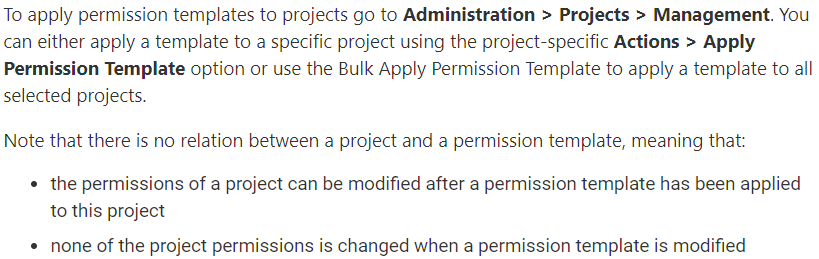 To apply permission templates to projects go to Administration > Projects > Management. You
can either apply a template to a specific project using the project-specific Actions > Apply
Permission Template option or use the Bulk Apply Permission Template to apply a template to all
selected projects.
Note that there is no relation between a project and a permission template, meaning that:
• the permissions of a project can be modified after a permission template has been applied
to this project
• none of the project permissions is changed when a permission template is modified